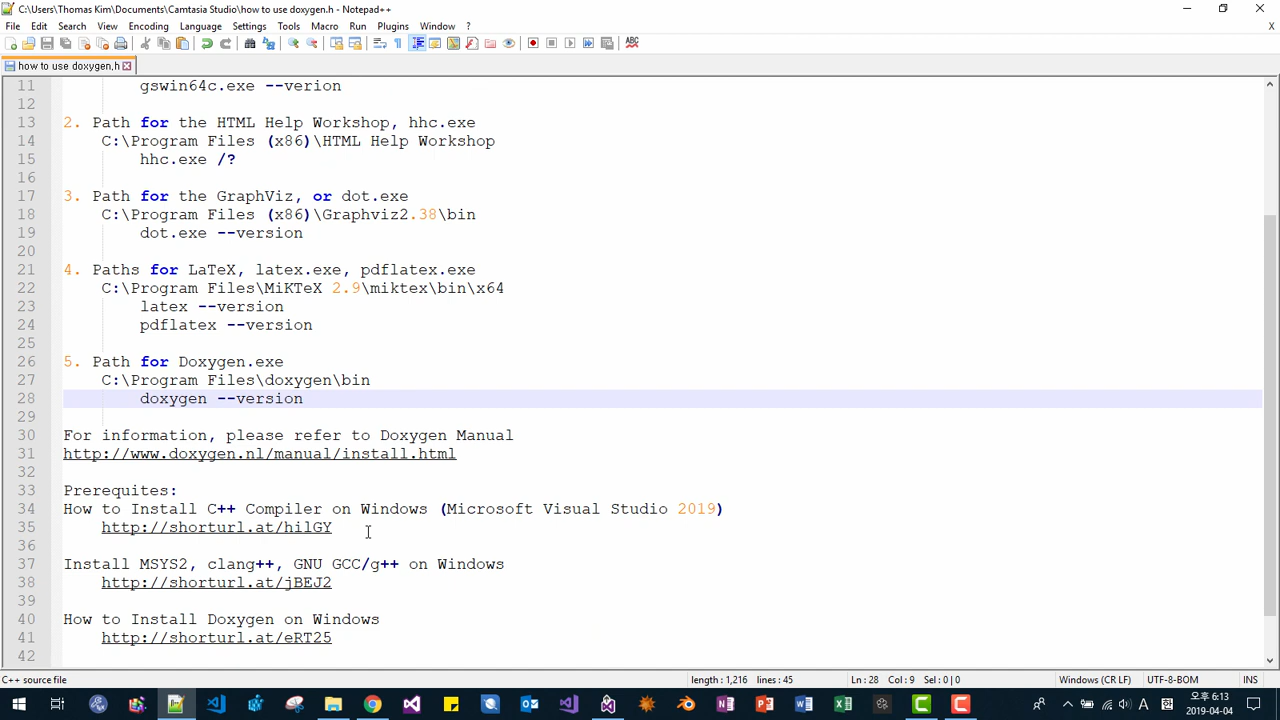 C:\Users\Thomas Kim\Documents\Camtasia Studio\how to use doxygen.h - Notepad++
File Edit Search View Encoding Language Settings Tools Macro Run Plugins Window ?
X
ABC
how to use doxygen.h
11 gswin64c.exe --verion
12
13 2. Path for the HTML Help Workshop, hhc.exe
14 C:\Program Files (x86)\HTML Help Workshop
15 hhc.exe /?
16
17 3. Path for the GraphViz, or dot.exe
18 C:\Program Files (x86)\Graphviz2.38\bin
19 dot.exe --version
20
21 4. Paths for LaTeX, latex.exe, pdflatex.exe
22 C:\Program Files\MiKTeX 2.9\miktex\bin\x64
23 latex --version
24 pdflatex --version
25
26 5. Path for Doxygen.exe
27 C:\Program Files\doxygen\bin
28 doxygen --version
29
30 For information, please refer to Doxygen Manual
31 http://www.doxygen.nl/manual/install.html
32
33 Prerequites:
34 How to Install C++ Compiler on Windows (Microsoft Visual Studio 2019)
35 http://shorturl.at/hilGY
36
37 Install MSYS2, clang++, GNU GCC/g++ on Windows
38 http://shorturl.at/jBEJ2
39
40 How to Install Doxygen on Windows
41 http://shorturl.at/eRT25
42
C++ source file length : 1,216 lines : 45 Ln : 28 Col : 9 Sel : 0 | 0 Windows (CR LF) UTF-8-BOM INS
A 오후 6:13
2019-04-04